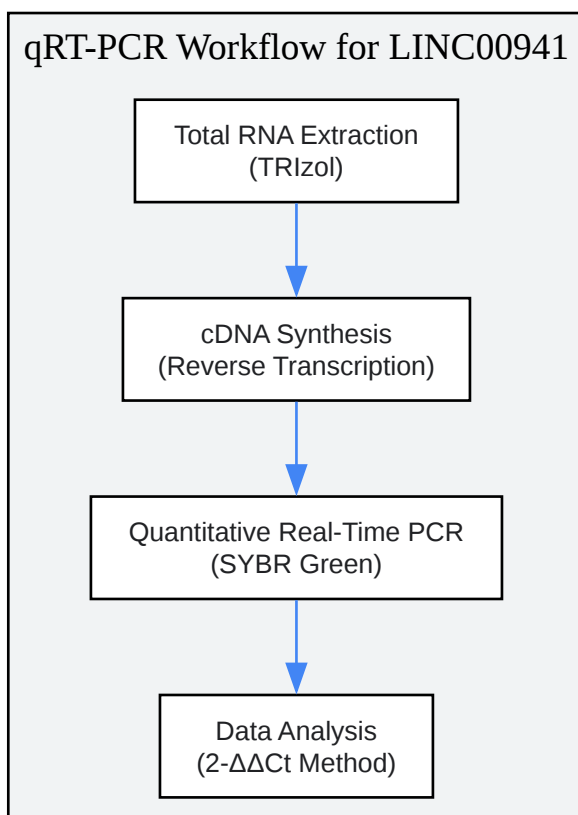 qRT-PCR Workflow for LINC00941
Total RNA Extraction
(TRIzol)
cDNA Synthesis
(Reverse Transcription)
Quantitative Real-Time PCR
(SYBR Green)
Data Analysis
(2-ΔΔCt Method)